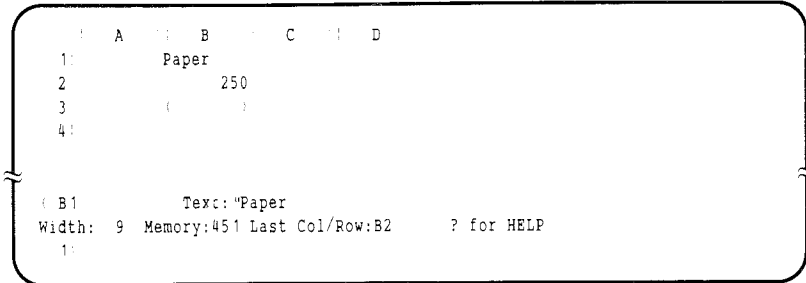 A B C D
1 Paper
2 250
3 ( )
4
( B1 Text: "Paper
Width: 9 Memory:451 Last Col/Row:B2 ? for HELP
1